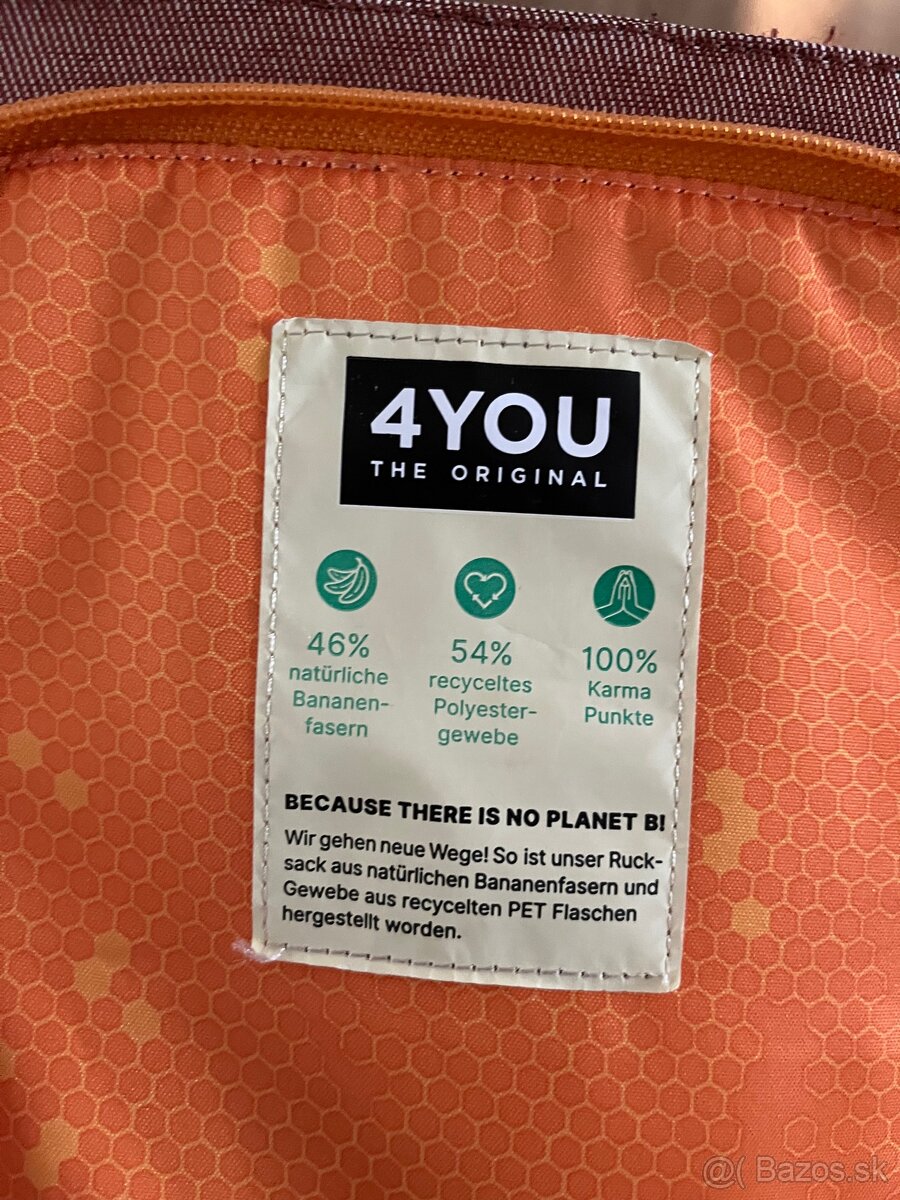 4YOU
THE ORIGINAL
46%
natürliche
Bananen-
fasern
54%
recyceltes
Polyester-
gewebe
100%
Karma
Punkte
BECAUSE THERE IS NO PLANET B!
Wir gehen neue Wege! So ist unser Ruck-
sack aus natürlichen Bananenfasern und
Gewebe aus recycelten PET Flaschen
hergestellt worden.
@( Bazos.sk